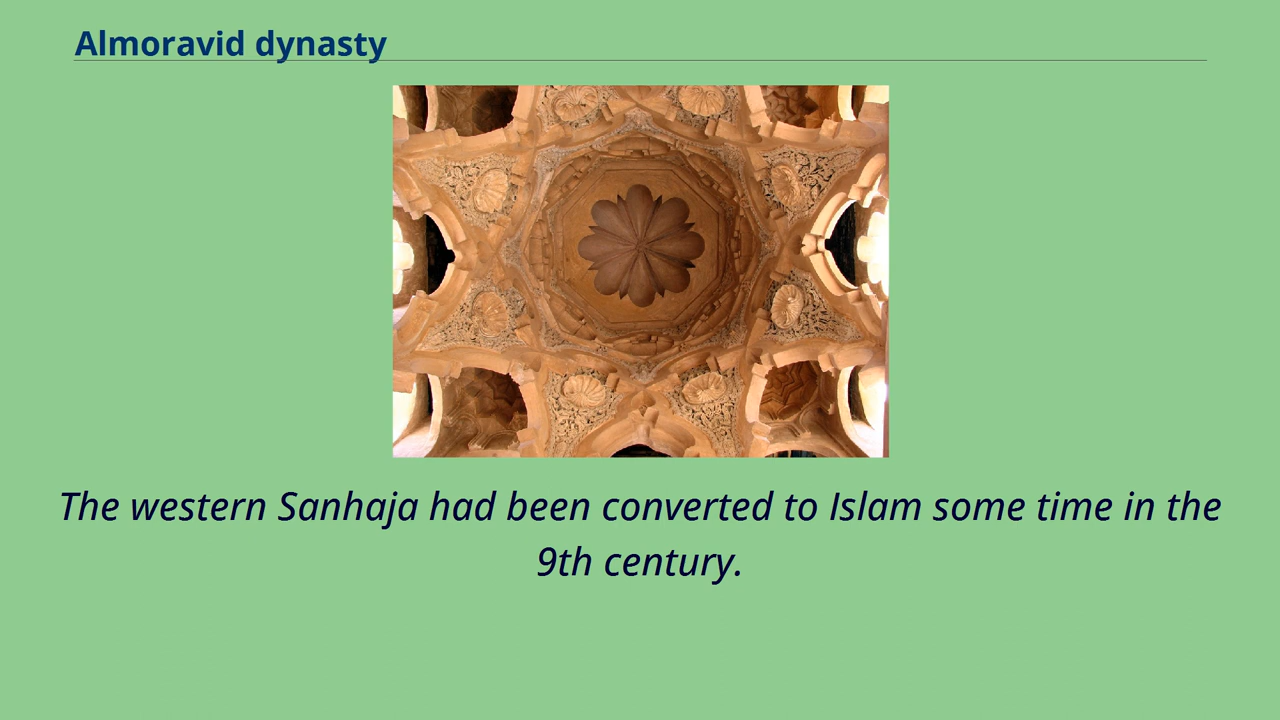 Almoravid dynasty
The western Sanhaja had been converted to Islam some time in the
9th century.